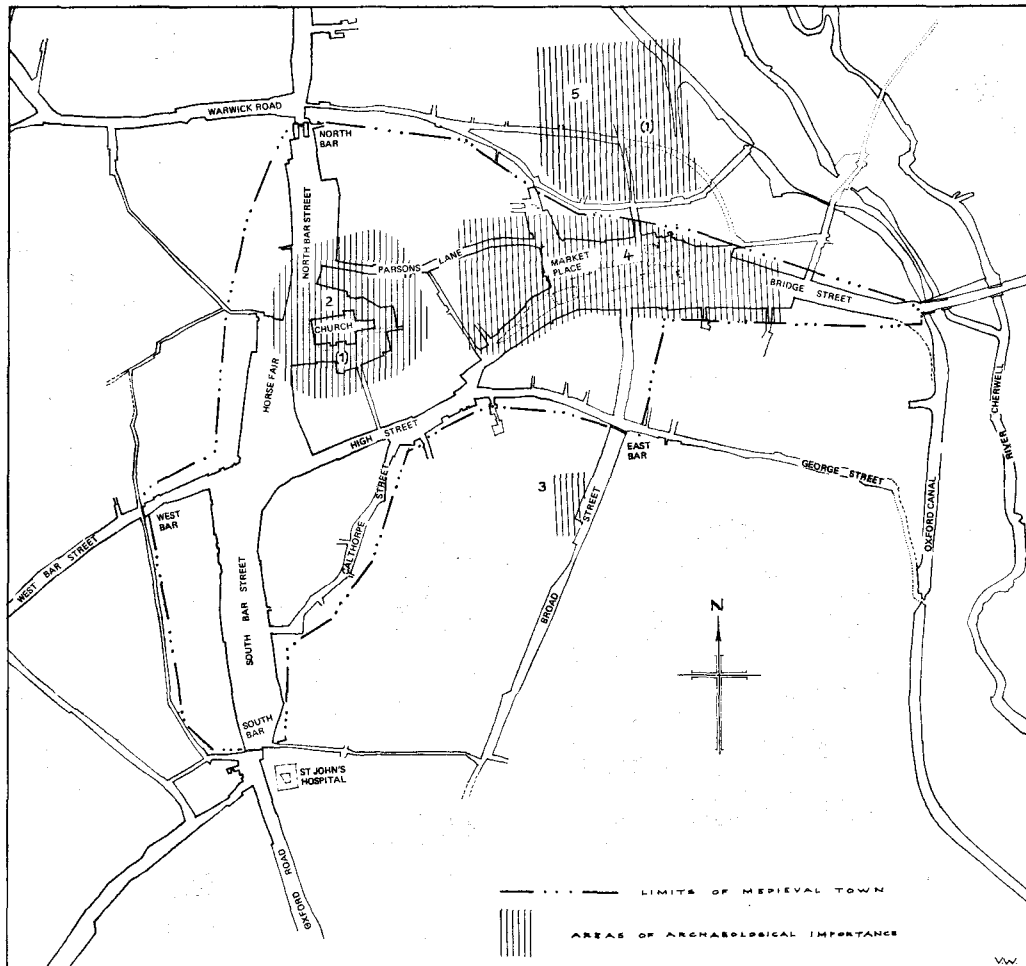 WARWICK ROAD
NORTH BAR
5
(1)
NORTH BAR STREET
PARSONS LANE
MARKET PLACE
4
BRIDGE STREET
2
CHURCH
(1)
HORSE FAIR
HIGH STREET
EAST BAR
GEORGE STREET
RIVER CHERWELL
OXFORD CANAL
3
CALTHORPE STREET
BROAD STREET
WEST BAR
WEST BAR STREET
SOUTH BAR STREET
N
SOUTH BAR
ST JOHN'S HOSPITAL
OXFORD ROAD
LIMITS OF MEDIEVAL TOWN
AREAS OF ARCHAEOLOGICAL IMPORTANCE
V.W.